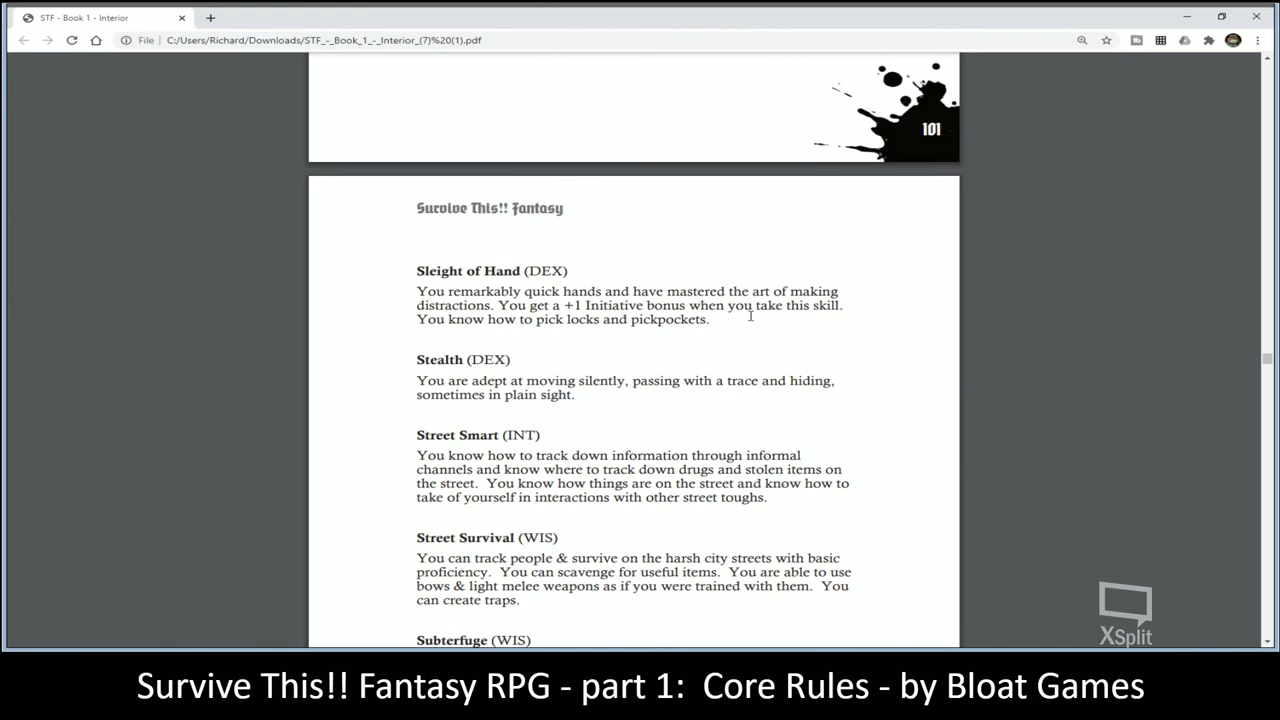 STF - Book 1 - Interior
File
C:/Users/Richard/Downloads/STF_-_Book_1_-_Interior_(7)%20(1).pdf
101
Survive This!! Fantasy
Sleight of Hand (DEX)
You remarkably quick hands and have mastered the art of making
distractions. You get a +1 Initiative bonus when you take this skill.
You know how to pick locks and pickpockets.
Stealth (DEX)
You are adept at moving silently, passing with a trace and hiding,
sometimes in plain sight.
Street Smart (INT)
You know how to track down information through informal
channels and know where to track down drugs and stolen items on
the street. You know how things are on the street and know how to
take of yourself in interactions with other street toughs.
Street Survival (WIS)
You can track people & survive on the harsh city streets with basic
proficiency. You can scavenge for useful items. You are able to use
bows & light melee weapons as if you were trained with them. You
can create traps.
Subterfuge (WIS)
XSplit
Survive This!! Fantasy RPG - part 1: Core Rules - by Bloat Games